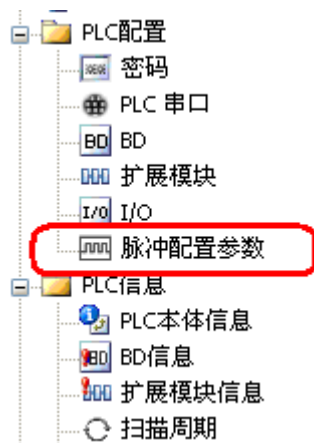 PLC配置
密码
PLC 串口
BD BD
扩展模块
I/O I/O
脉冲配置参数
PLC信息
PLC本体信息
BD BD信息
扩展模块信息
扫描周期